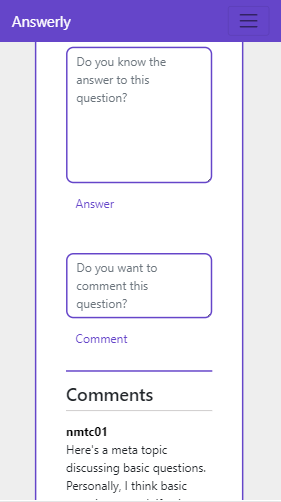 Answerly
Do you know the
answer to this
question?
Answer
Do you want to
comment this
question?
Comment
Comments
nmtc01
Here's a meta topic
discussing basic questions.
Personally, I think basic